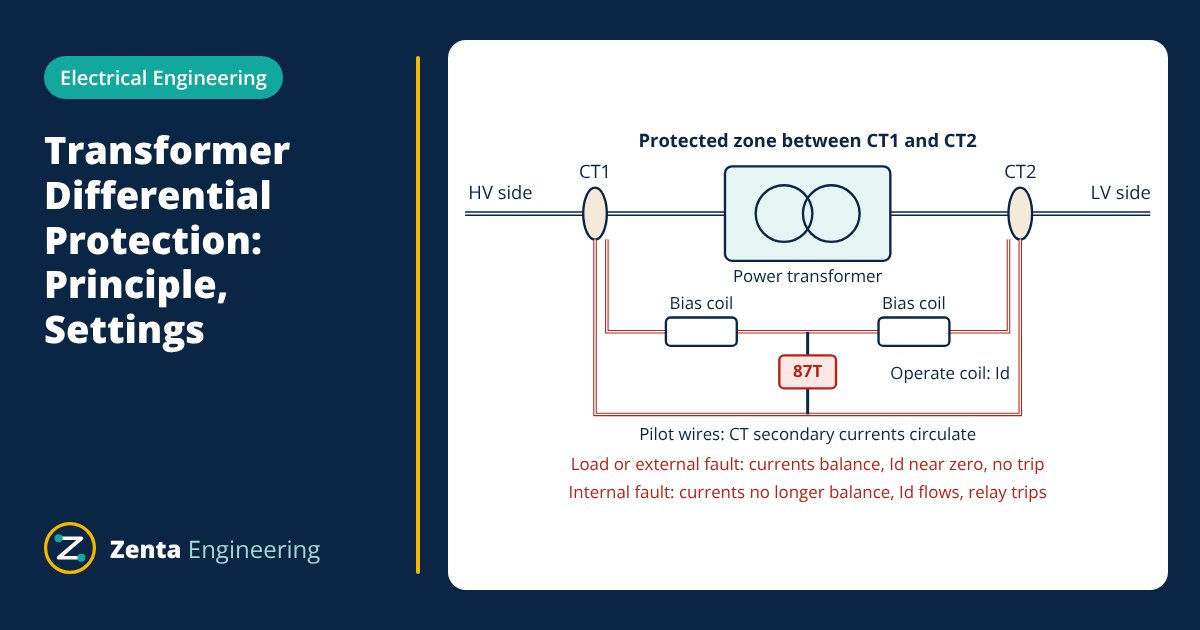 Electrical Engineering
Transformer
Differential
Protection:
Principle,
Settings
Zenta Engineering
Protected zone between CT1 and CT2
CT1
CT2
HV side
LV side
Power transformer
Bias coil
Bias coil
87T
Operate coil: Id
Pilot wires: CT secondary currents circulate
Load or external fault: currents balance, Id near zero, no trip
Internal fault: currents no longer balance, Id flows, relay trips